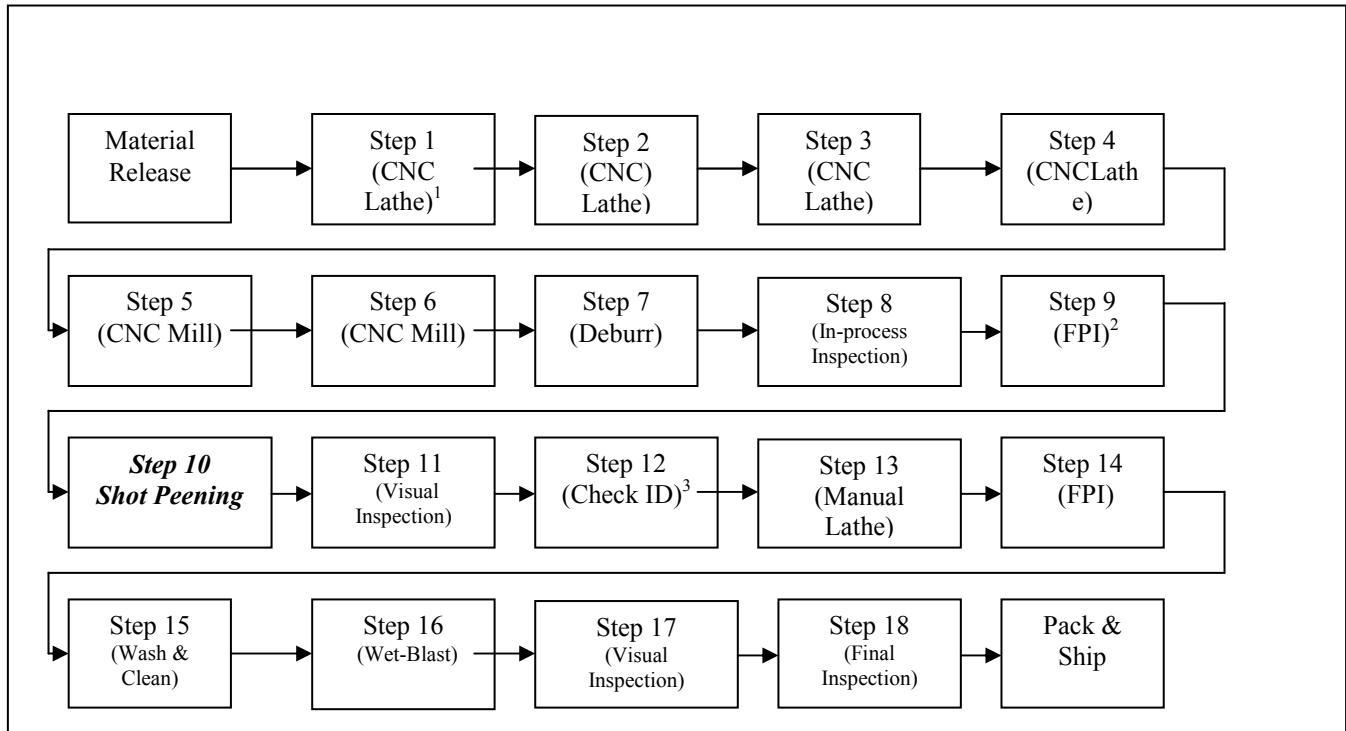 Material
Release
Step 1
(CNC
Lathe)1
Step 2
(CNC)
Lathe)
Step 3
(CNC
Lathe)
Step 4
(CNCLath
e)
Step 5
(CNC Mill)
Step 6
(CNC Mill)
Step 7
(Deburr)
Step 8
(In-process
Inspection)
Step 9
(FPI)2
Step 10
Shot Peening
Step 11
(Visual
Inspection)
Step 12
(Check ID)3
Step 13
(Manual
Lathe)
Step 14
(FPI)
Step 15
(Wash &
Clean)
Step 16
(Wet-Blast)
Step 17
(Visual
Inspection)
Step 18
(Final
Inspection)
Pack &
Ship